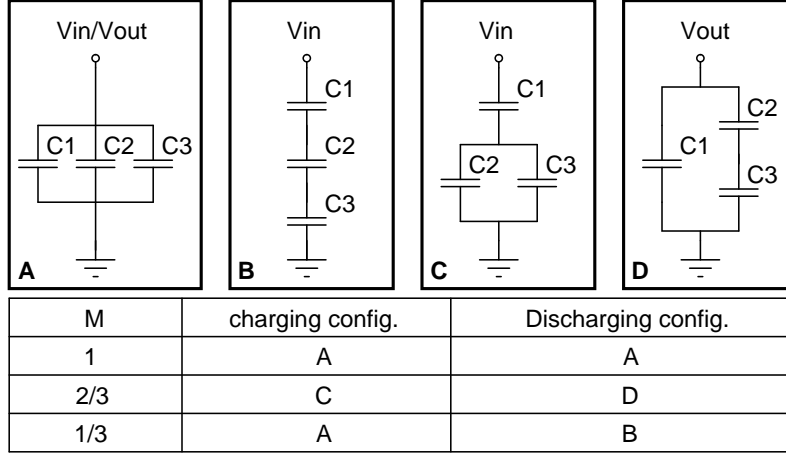 Vin/Vout
C1 C2 C3
A
Vin
C1
C2
C3
B
Vin
C1
C2 C3
C
Vout
C2
C1
C3
D
M charging config. Discharging config.
1 A A
2/3 C D
1/3 A B